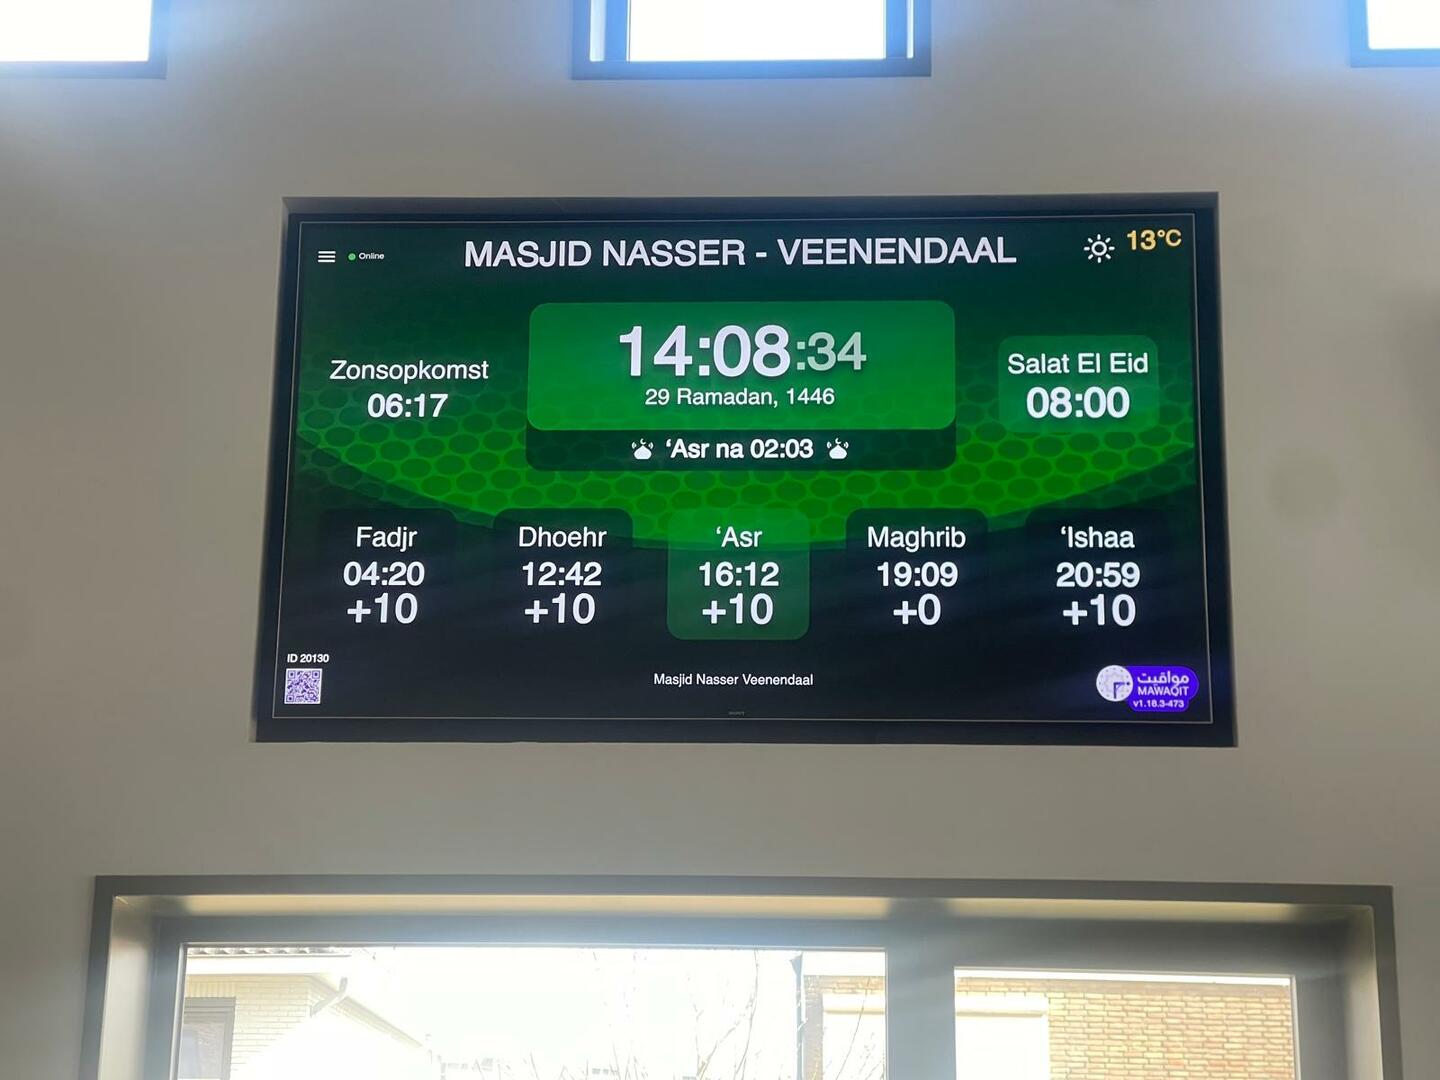 Online
MASJID NASSER - VEENENDAAL
13°C
Zonsopkomst
06:17
14:08:34
29 Ramadan, 1446
‘Asr na 02:03
Salat El Eid
08:00
Fadjr
04:20
+10
Dhoehr
12:42
+10
‘Asr
16:12
+10
Maghrib
19:09
+0
‘Ishaa
20:59
+10
ID 20130
Masjid Nasser Veenendaal
مواقيت
MAWAQIT
v1.18.3-473